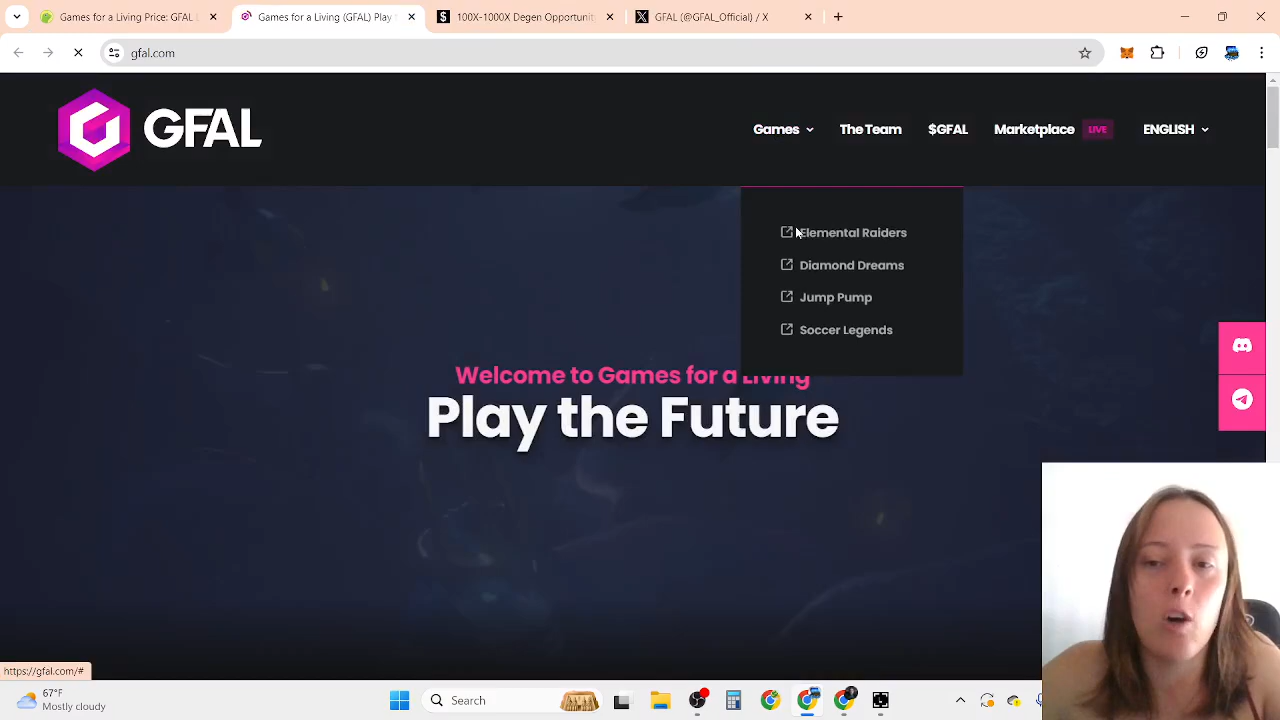 Games for a Living (GFAL) Price:
Games for a Living (GFAL) Play
100X-1000X Degen Opportunit
GFAL (@GFAL_Official) / X
gfal.com
GFAL
Games
The Team
$GFAL
Marketplace
LIVE
ENGLISH
Elemental Raiders
Diamond Dreams
Jump Pump
Soccer Legends
Welcome to Games for a Living
Play the Future
https://gfal.com/#
67°F
Mostly cloudy
Search